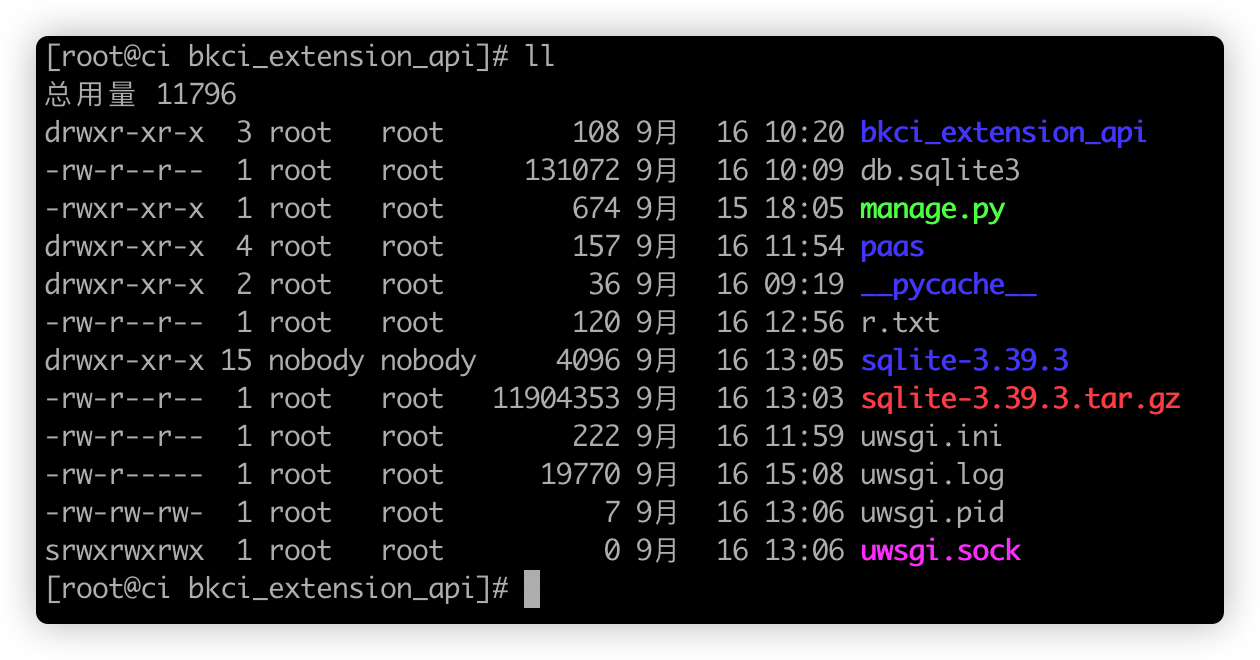 [root@ci bkci_extension_api]# ll
总用量 11796
drwxr-xr-x  3 root   root        108 9月  16 10:20 bkci_extension_api
-rw-r--r--  1 root   root     131072 9月  16 10:09 db.sqlite3
-rwxr-xr-x  1 root   root        674 9月  15 18:05 manage.py
drwxr-xr-x  4 root   root        157 9月  16 11:54 paas
drwxr-xr-x  2 root   root         36 9月  16 09:19 __pycache__
-rw-r--r--  1 root   root        120 9月  16 12:56 r.txt
drwxr-xr-x 15 nobody nobody     4096 9月  16 13:05 sqlite-3.39.3
-rw-r--r--  1 root   root   11904353 9月  16 13:03 sqlite-3.39.3.tar.gz
-rw-r--r--  1 root   root        222 9月  16 11:59 uwsgi.ini
-rw-r-----  1 root   root      19770 9月  16 15:08 uwsgi.log
-rw-rw-rw-  1 root   root          7 9月  16 13:06 uwsgi.pid
srwxrwxrwx  1 root   root          0 9月  16 13:06 uwsgi.sock
[root@ci bkci_extension_api]#